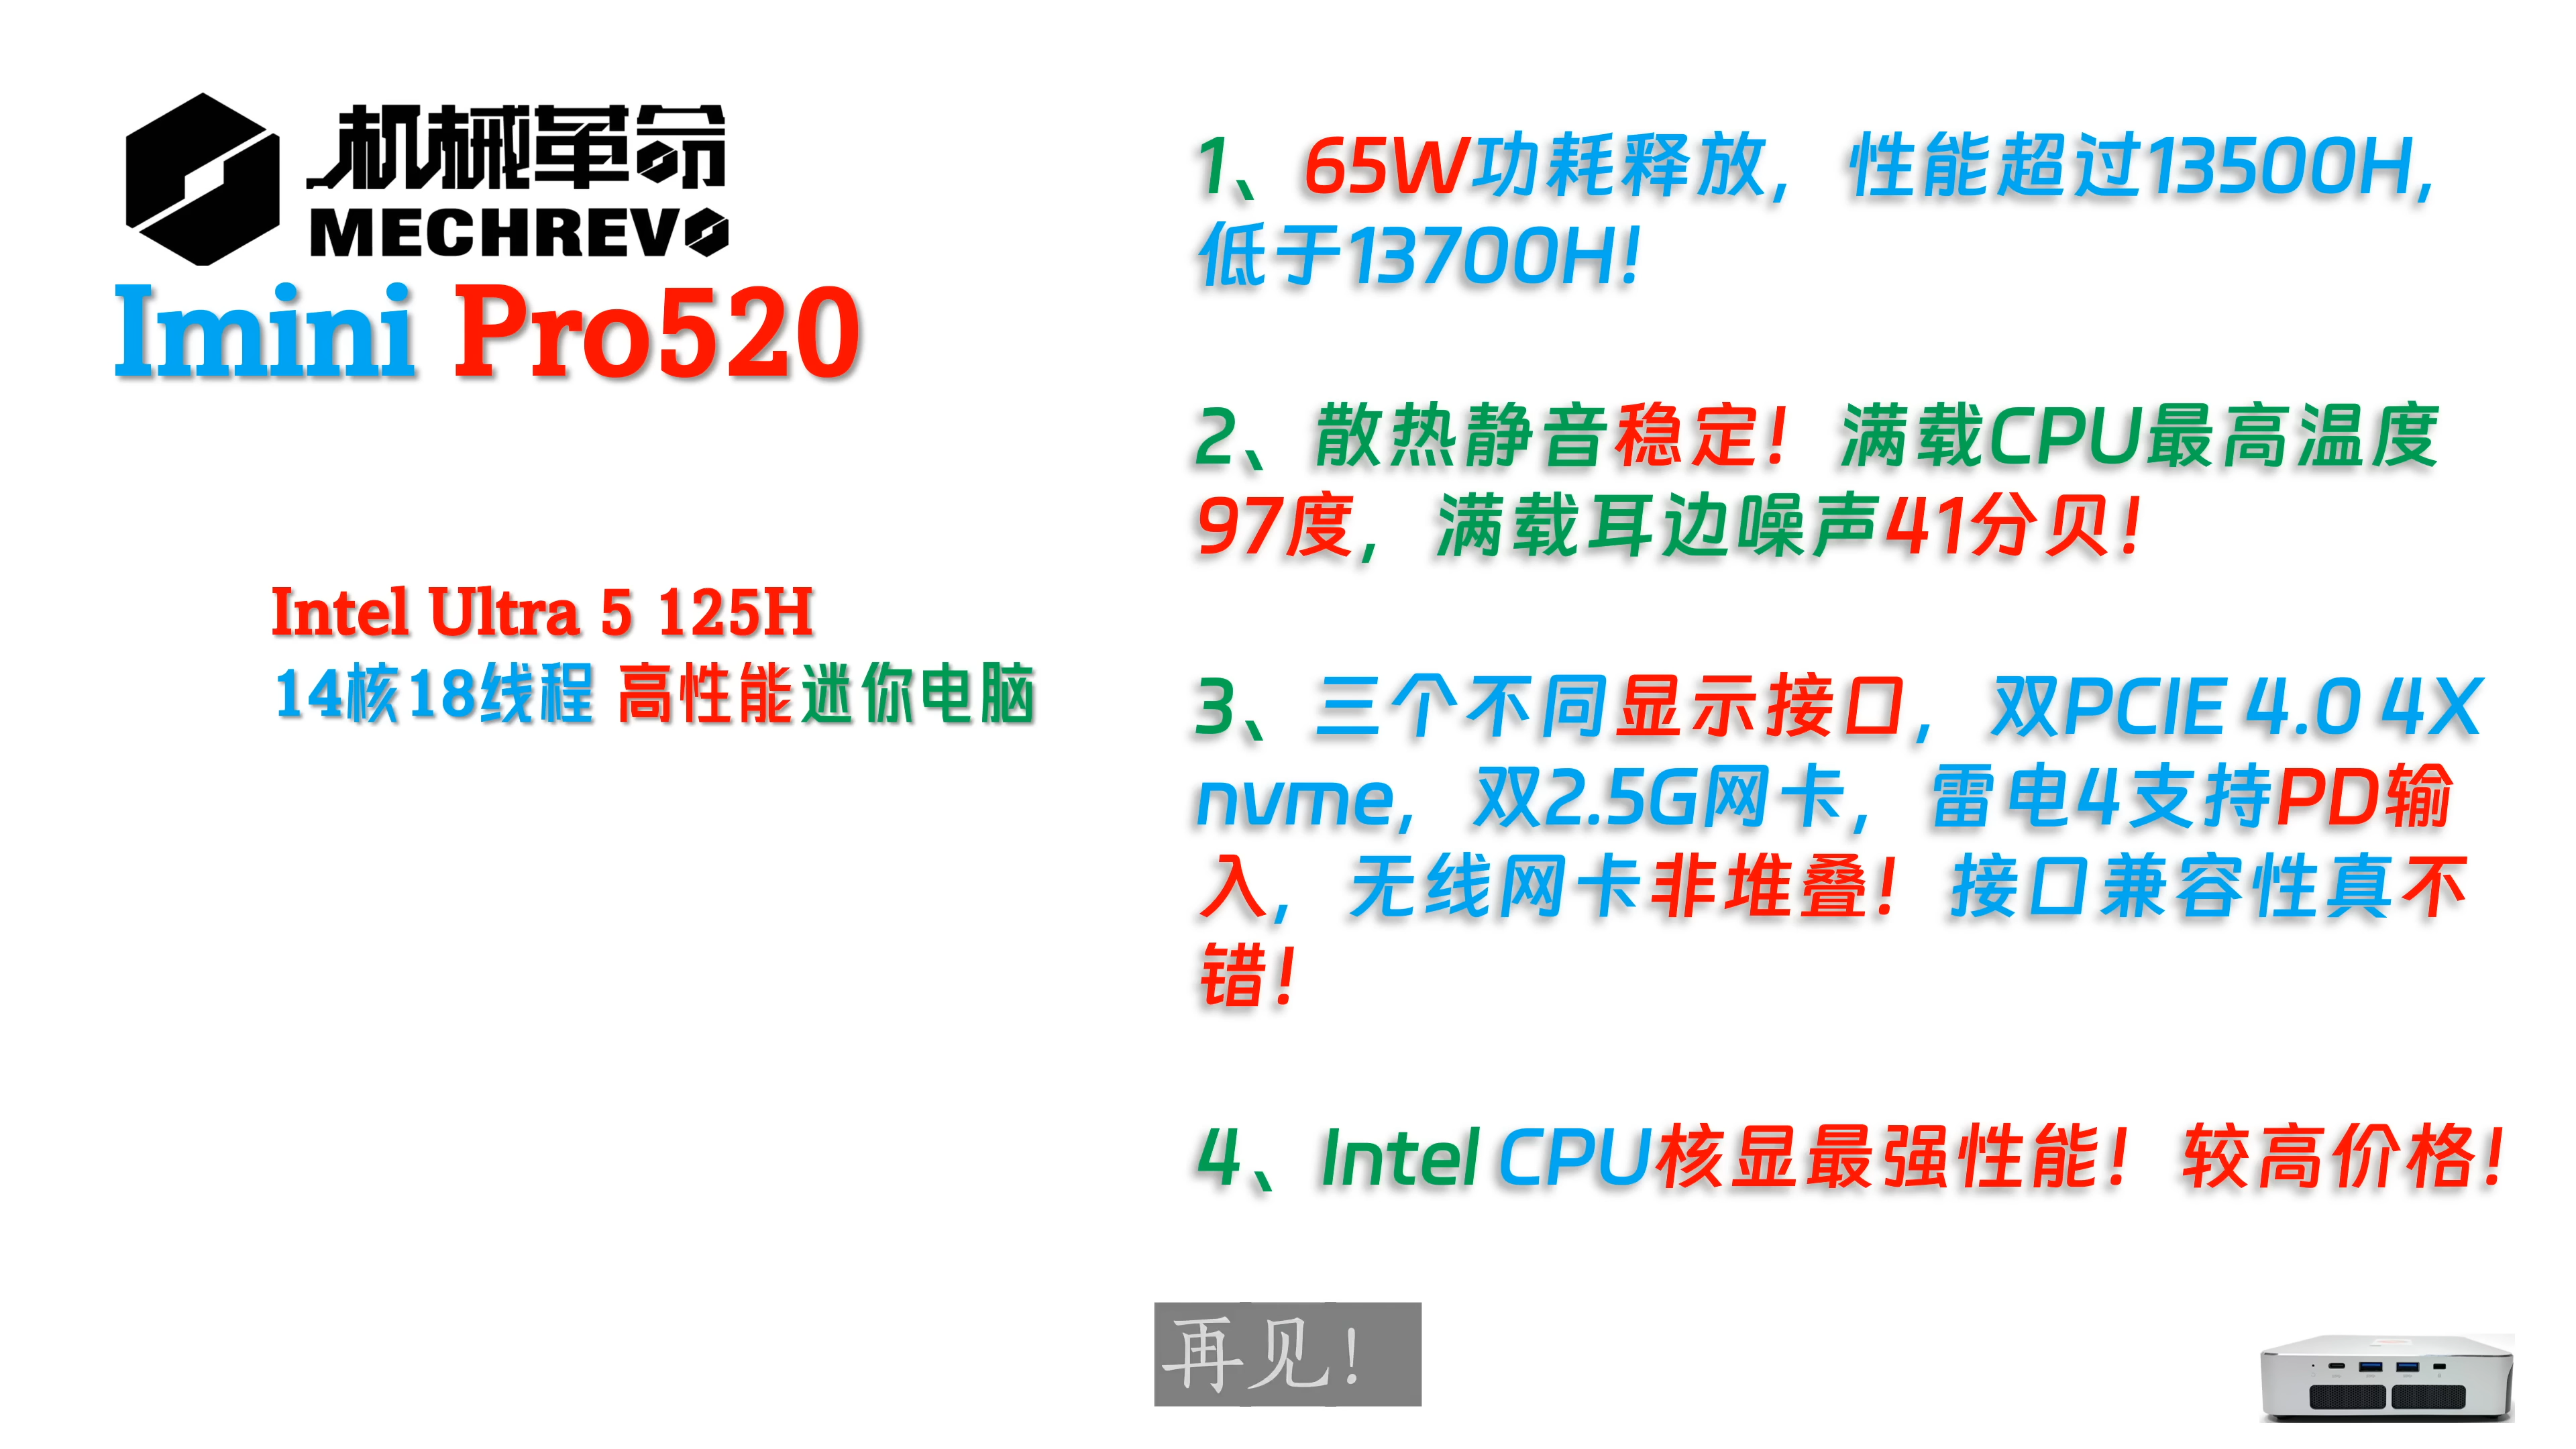 机械革命
MECHREVO
Imini Pro520
Intel Ultra 5 125H
14核18线程 高性能迷你电脑
1、65W功耗释放，性能超过13500H，
低于13700H！
2、散热静音稳定！满载CPU最高温度
97度，满载耳边噪声41分贝！
3、三个不同显示接口，双PCIE 4.0 4X
nvme，双2.5G网卡，雷电4支持PD输
入，无线网卡非堆叠！接口兼容性真不
错！
4、Intel CPU核显最强性能！较高价格！
再见！